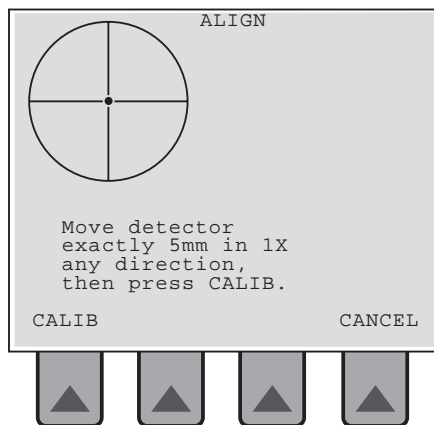 ALIGN
Move detector
exactly 5mm in 1X
any direction,
then press CALIB.
CALIB CANCEL